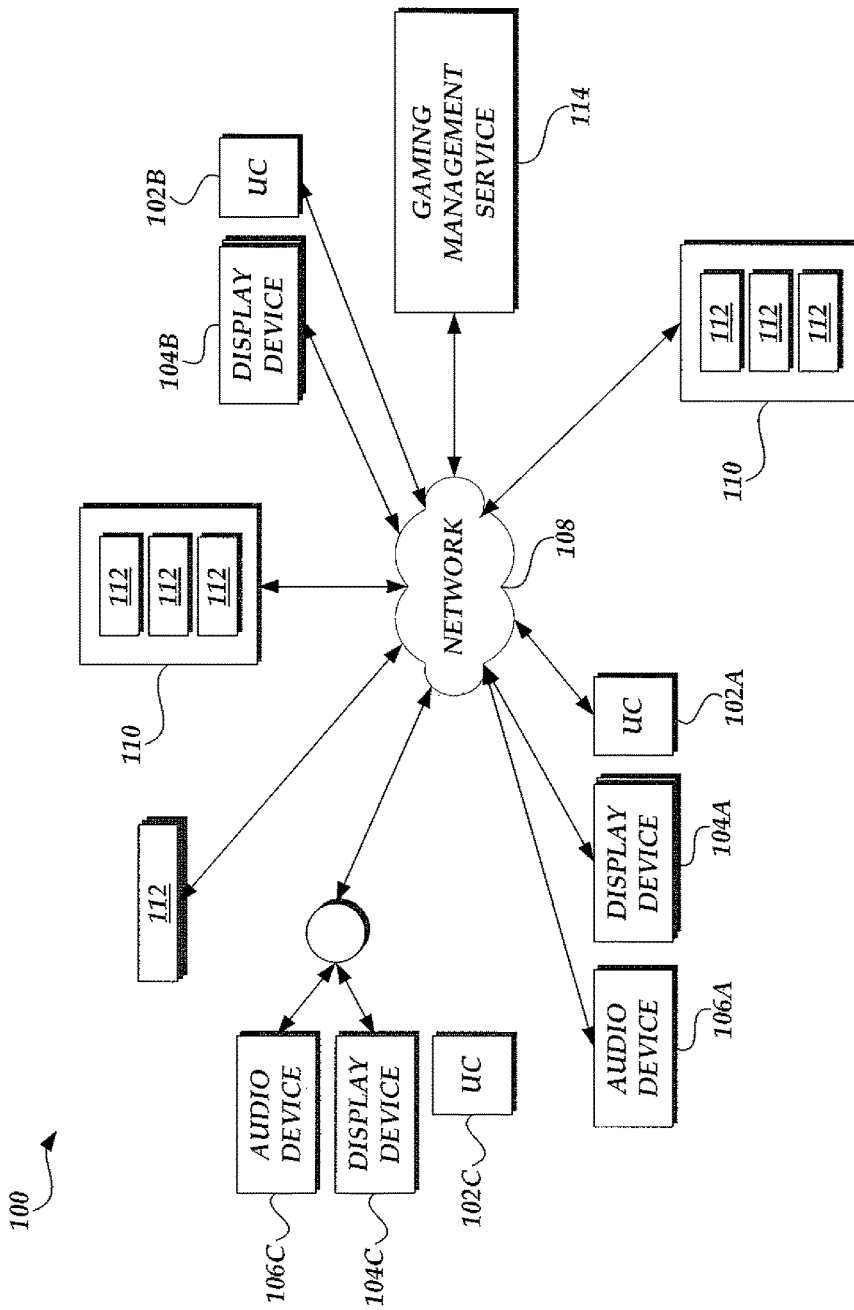 100
112
110
112
112
112
106C
AUDIO
DEVICE
104C
DISPLAY
DEVICE
102C
UC
104B
DISPLAY
DEVICE
102B
UC
NETWORK
108
AUDIO
DEVICE
106A
DISPLAY
DEVICE
104A
UC
102A
GAMING
MANAGEMENT
SERVICE
114
110
112
112
112